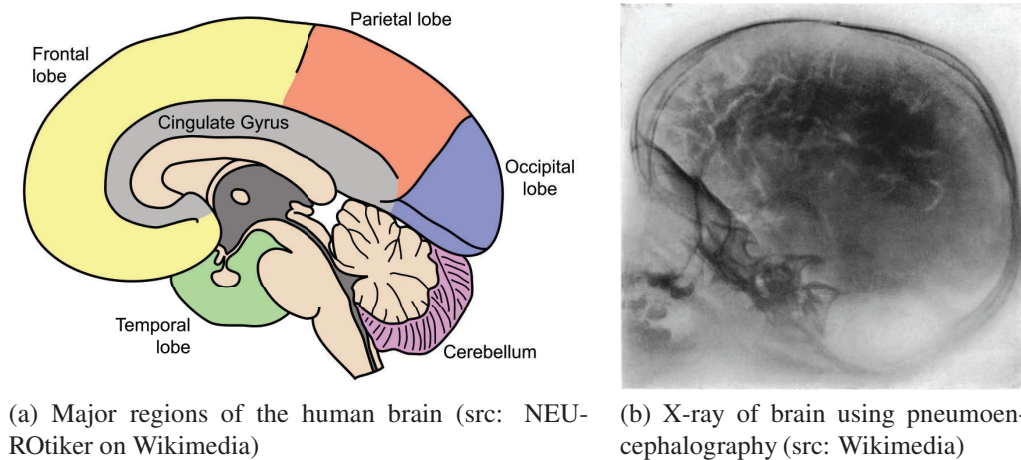 Parietal lobe
Frontal
lobe
Cingulate Gyrus
Occipital
lobe
Temporal
lobe
Cerebellum
(a) Major regions of the human brain (src: NEU-
ROtiker on Wikimedia)
(b) X-ray of brain using pneumoen-
cephalography (src: Wikimedia)